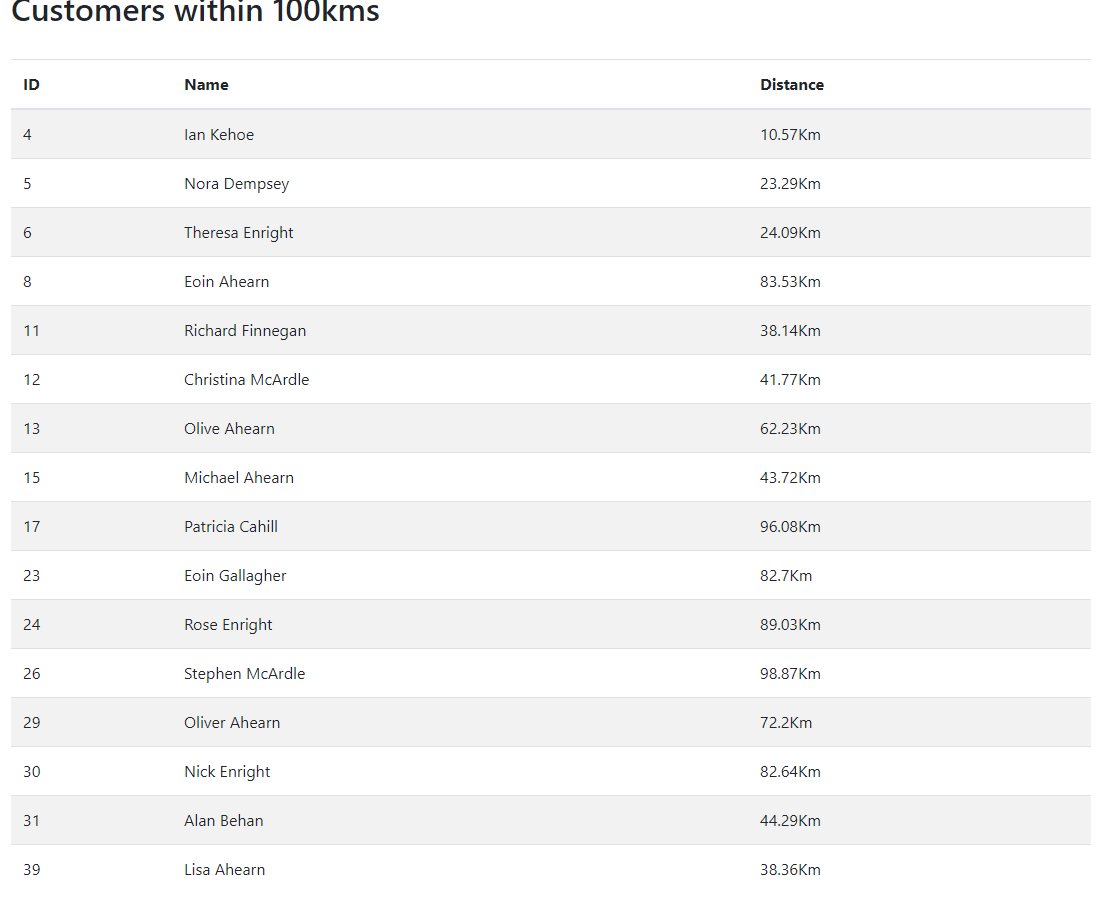 Customers within 100kms
ID Name Distance
4 Ian Kehoe 10.57Km
5 Nora Dempsey 23.29Km
6 Theresa Enright 24.09Km
8 Eoin Ahearn 83.53Km
11 Richard Finnegan 38.14Km
12 Christina McArdle 41.77Km
13 Olive Ahearn 62.23Km
15 Michael Ahearn 43.72Km
17 Patricia Cahill 96.08Km
23 Eoin Gallagher 82.7Km
24 Rose Enright 89.03Km
26 Stephen McArdle 98.87Km
29 Oliver Ahearn 72.2Km
30 Nick Enright 82.64Km
31 Alan Behan 44.29Km
39 Lisa Ahearn 38.36Km